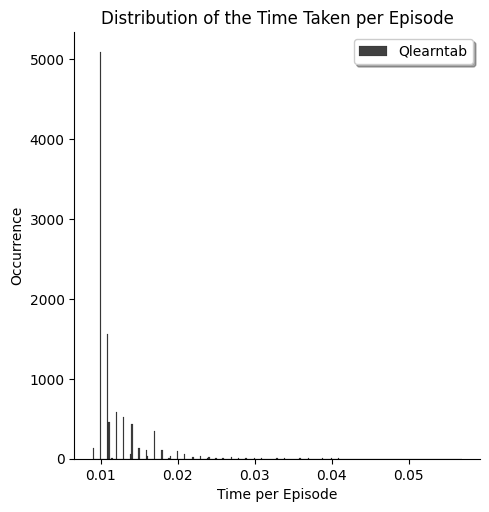 Distribution of the Time Taken per Episode
Qlearntab
5000
4000
3000
2000
1000
0
Occurrence
0.01 0.02 0.03 0.04 0.05
Time per Episode